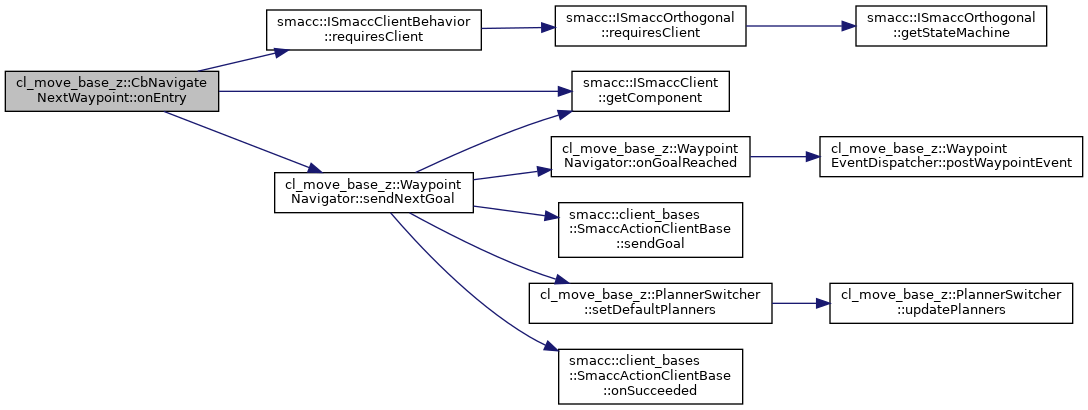 cl_move_base_z::CbNavigate
NextWaypoint::onEntry
smacc::ISmaccClientBehavior
::requiresClient
smacc::ISmaccOrthogonal
::requiresClient
smacc::ISmaccOrthogonal
::getStateMachine
smacc::ISmaccClient
::getComponent
cl_move_base_z::Waypoint
Navigator::sendNextGoal
cl_move_base_z::Waypoint
Navigator::onGoalReached
cl_move_base_z::Waypoint
EventDispatcher::postWaypointEvent
smacc::client_bases
::SmaccActionClientBase
::sendGoal
cl_move_base_z::PlannerSwitcher
::setDefaultPlanners
cl_move_base_z::PlannerSwitcher
::updatePlanners
smacc::client_bases
::SmaccActionClientBase
::onSucceeded